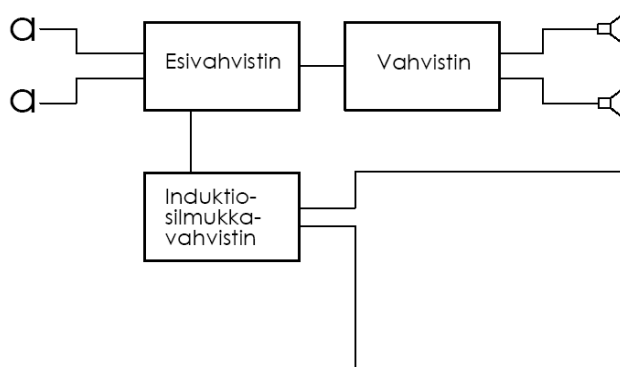 a
Esivahvistin
Vahvistin
a
Induktio-
silmukka-
vahvistin